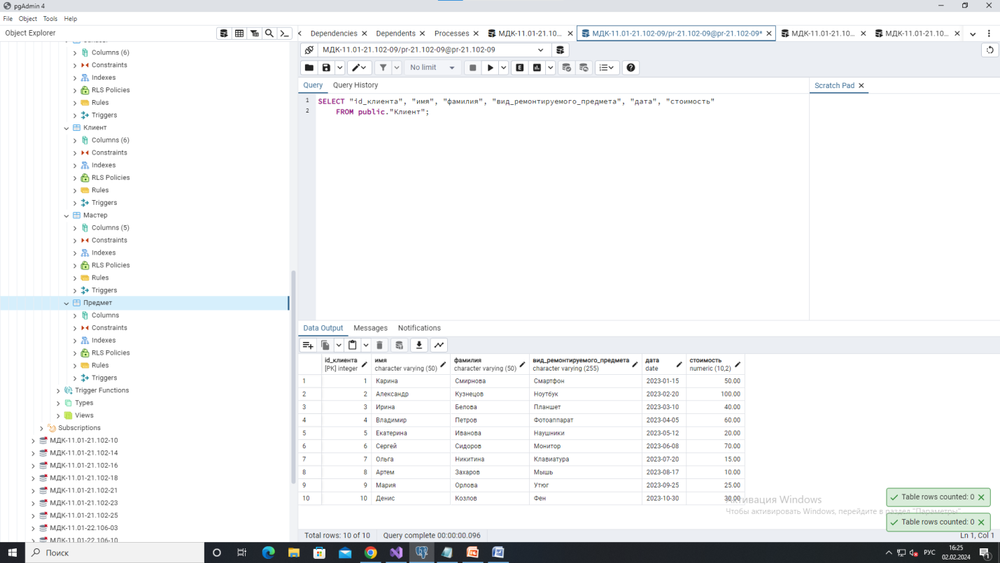 pgAdmin 4
File Object Tools Help
Object Explorer
Dependencies Dependents Processes МДК-11.01-21.10... МДК-11.01-21.102-09/pr-21.102-09@pr-21.102-09* МДК-11.01-21.10... МДК-11.01-21.10...
МДК-11.01-21.102-09/pr-21.102-09@pr-21.102-09
No limit
E
Query Query History
Scratch Pad
1 SELECT "id_клиента", "имя", "фамилия", "вид_ремонтируемого_предмета", "дата", "стоимость"
2 FROM public."Клиент";
Columns (6)
Constraints
Indexes
RLS Policies
Rules
Triggers
Клиент
Columns (6)
Constraints
Indexes
RLS Policies
Rules
Triggers
Мастер
Columns (5)
Constraints
Indexes
RLS Policies
Rules
Triggers
Предмет
Columns
Constraints
Indexes
RLS Policies
Rules
Triggers
Trigger Functions
Types
Views
Subscriptions
МДК-11.01-21.102-10
МДК-11.01-21.102-14
МДК-11.01-21.102-16
МДК-11.01-21.102-18
МДК-11.01-21.102-21
МДК-11.01-21.102-23
МДК-11.01-21.102-25
МДК-11.01-22.106-03
МДК-11.01-22.106-10
Data Output Messages Notifications
id_клиента имя фамилия вид_ремонтируемого_предмета дата стоимость
[PK] integer character varying (50) character varying (50) character varying (255) date numeric (10,2)
1 1 Карина Смирнова Смартфон 2023-01-15 50.00
2 2 Александр Кузнецов Ноутбук 2023-02-20 100.00
3 3 Ирина Белова Планшет 2023-03-10 40.00
4 4 Владимир Петров Фотоаппарат 2023-04-05 60.00
5 5 Екатерина Иванова Наушники 2023-05-12 20.00
6 6 Сергей Сидоров Монитор 2023-06-08 70.00
7 7 Ольга Никитина Клавиатура 2023-07-20 15.00
8 8 Артем Захаров Мышь 2023-08-17 10.00
9 9 Мария Орлова Утюг 2023-09-25 25.00
10 10 Денис Козлов Фен 2023-10-30 30.00
Table rows counted: 0
Активация Windows
Чтобы активировать Windows, перейдите в раздел "Параметры".
Table rows counted: 0
Total rows: 10 of 10 Query complete 00:00:00.096 Ln 1, Col 1
Поиск
РУС
16:25
02.02.2024
1